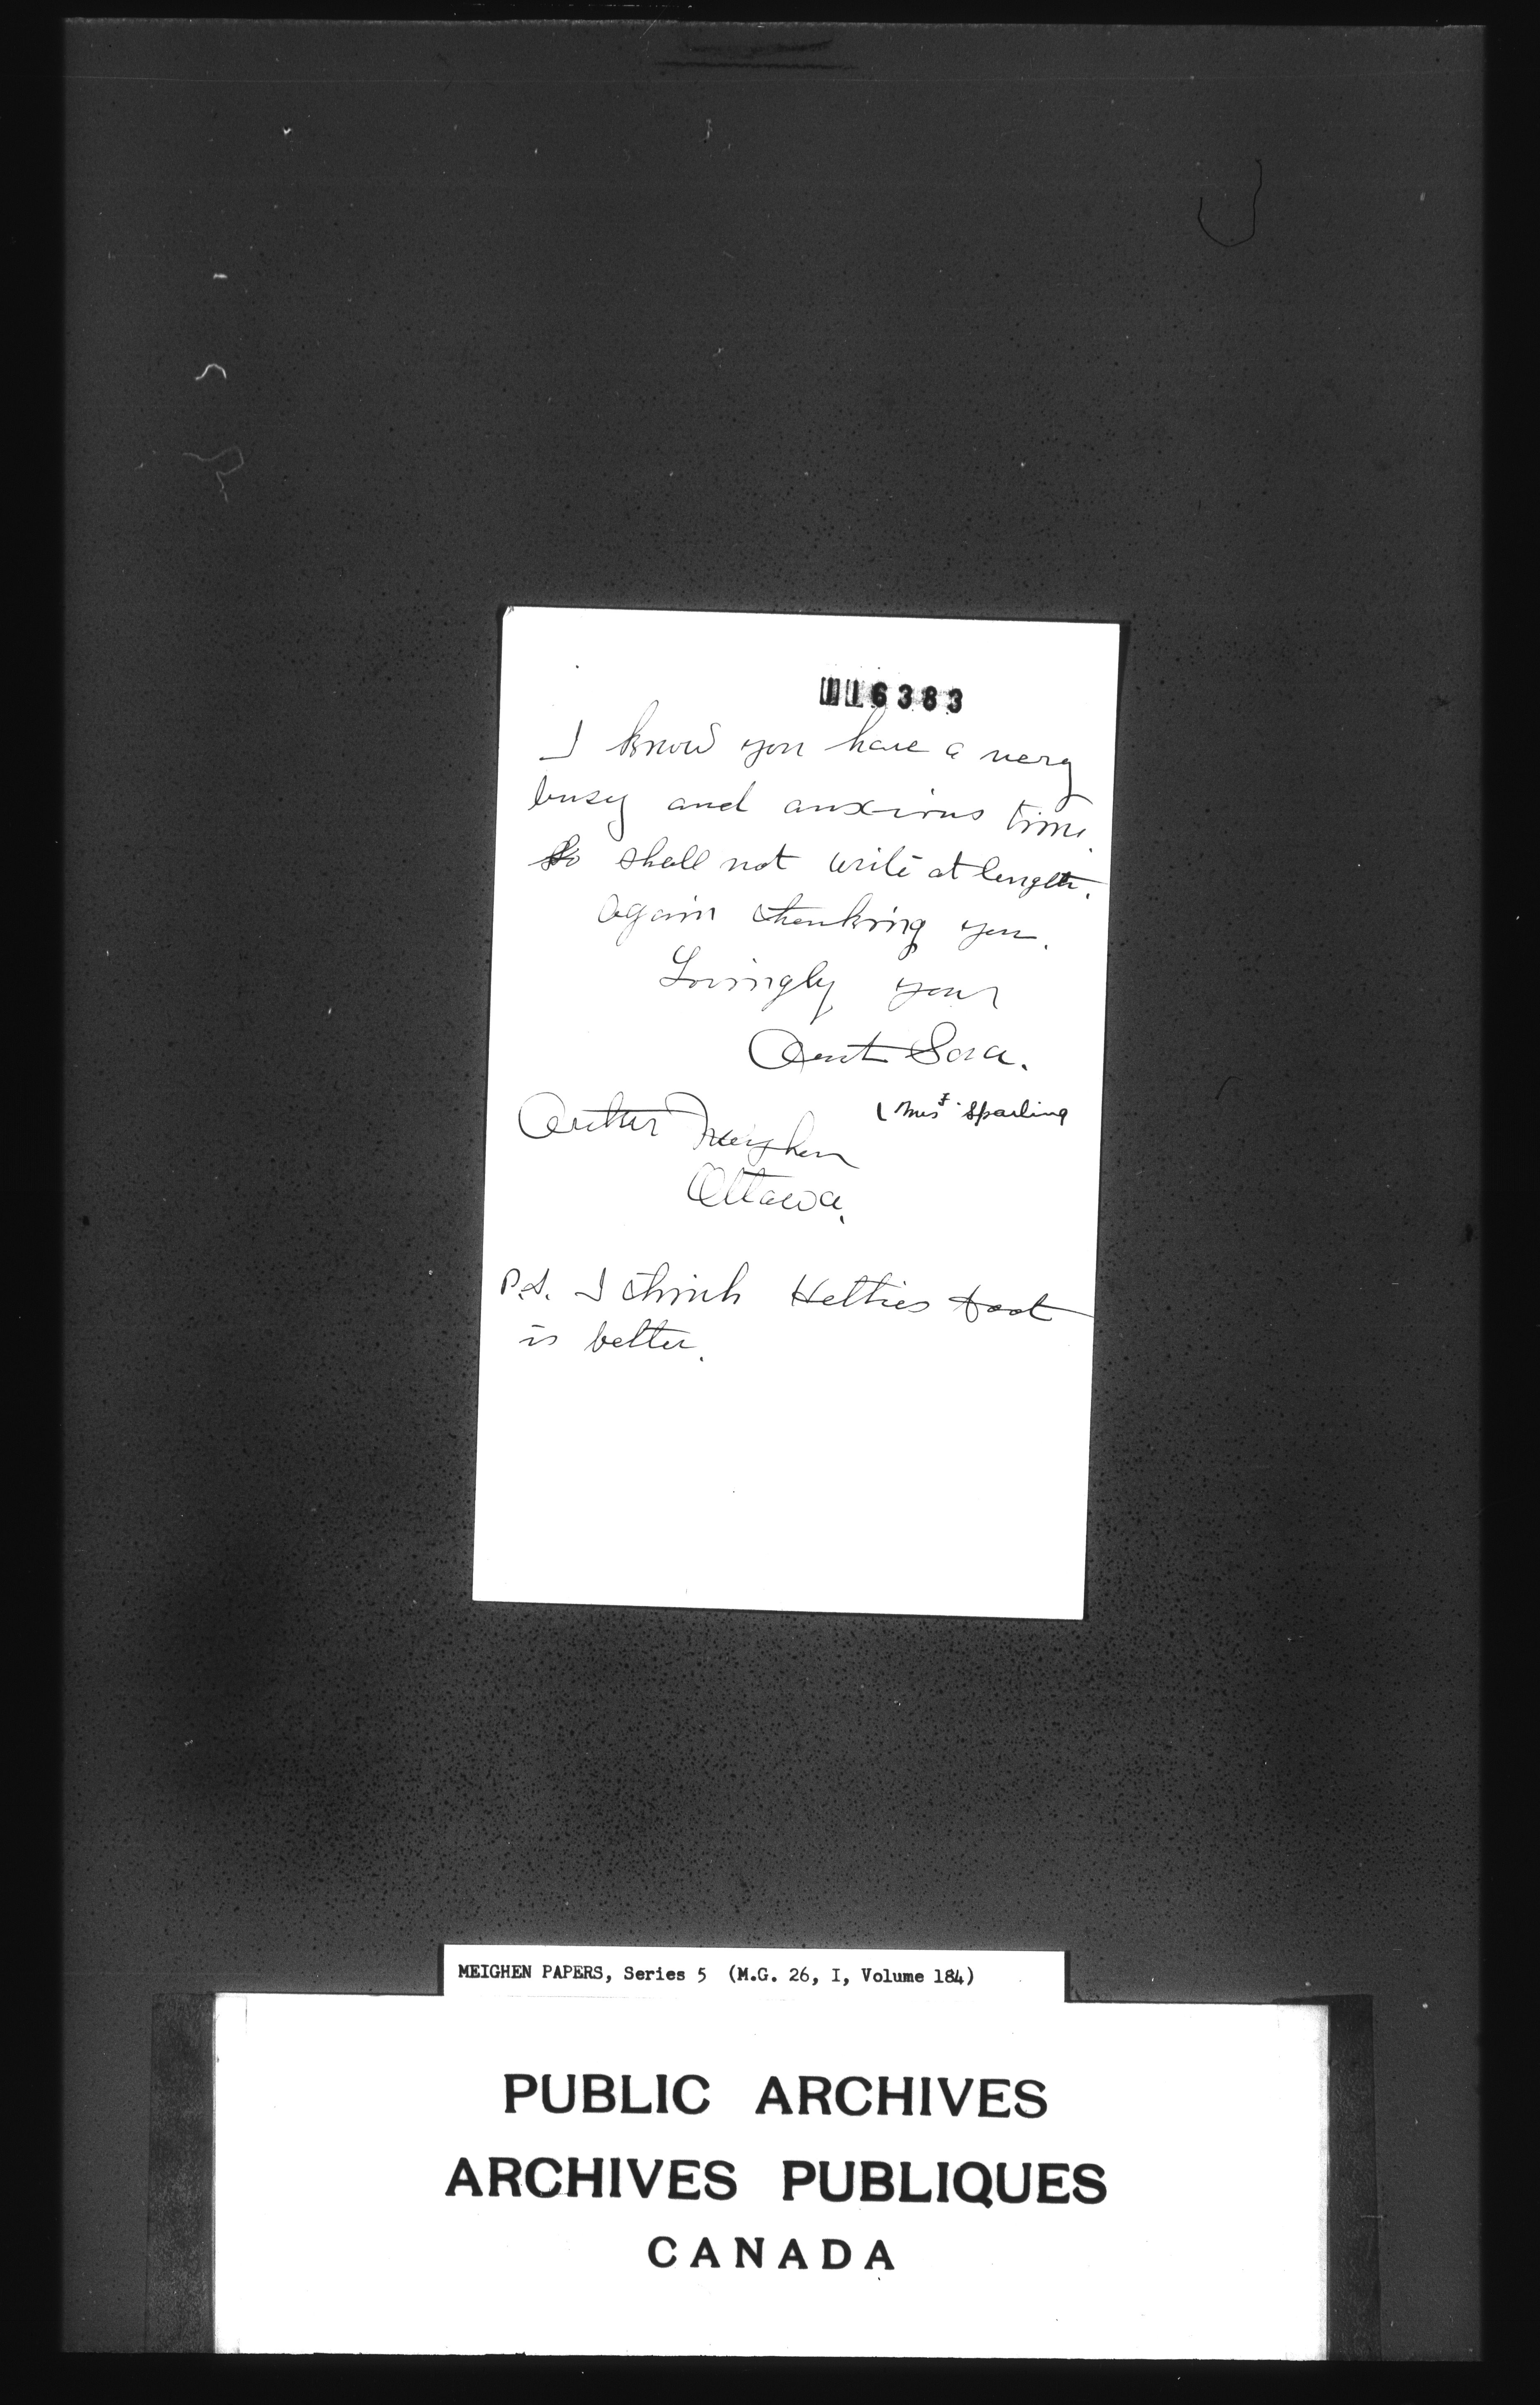 116383
I know you have a very
busy and anxious time.
So shall not write at length.
Again thanking you.
Lovingly your
Aunt Sora.
(Mrs. J. Sparling
Arthur Meighen
Ottawa.
P.S. I think Hetties foot
is better.
MEIGHEN PAPERS, Series 5 (M.G. 26, I, Volume 184)
PUBLIC ARCHIVES
ARCHIVES PUBLIQUES
CANADA